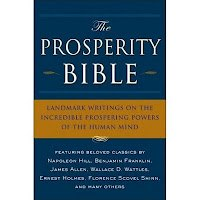 The
PROSPERITY
BIBLE
LANDMARK WRITINGS ON THE
INCREDIBLE PROSPERING POWERS
OF THE HUMAN MIND
FEATURING BELOVED CLASSICS BY
NAPOLEON HILL, BENJAMIN FRANKLIN,
JAMES ALLEN, WALLACE D. WATTLES,
ERNEST HOLMES, FLORENCE SCOVEL SHINN,
AND MANY OTHERS